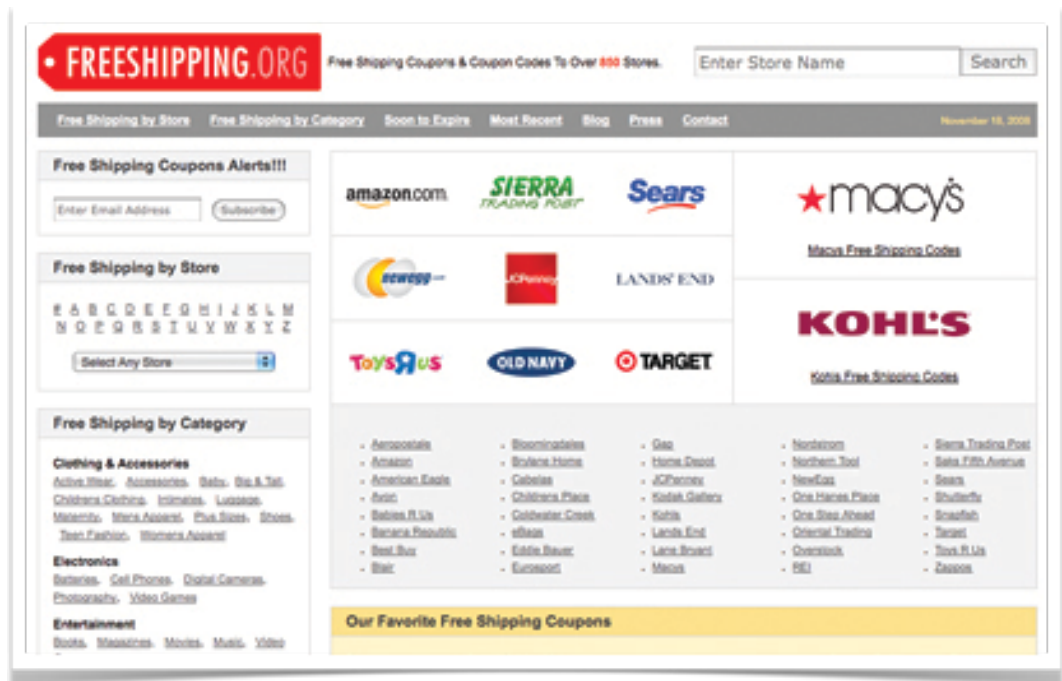 FREESHIPPING.ORG
Free Shipping Coupons & Coupon Codes To Over 850 Stores.
Enter Store Name
Search
Free Shipping by Store Free Shipping by Category Soon to Expire Most Recent Blog Press Contact
November 18, 2008
Free Shipping Coupons Alerts!!!
Enter Email Address
Subscribe
Free Shipping by Store
# A B C D E F G H I J K L M
N O P Q R S T U V W X Y Z
Select Any Store
Free Shipping by Category
Clothing & Accessories
Active Wear, Accessories, Baby, Big & Tall,
Childrens Clothing, Intimates, Luggage,
Maternity, Mens Apparel, Plus Sizes, Shoes,
Teen Fashion, Womens Apparel
Electronics
Batteries, Cell Phones, Digital Cameras,
Photography, Video Games
Entertainment
Books, Magazines, Movies, Music, Video
amazon.com
SIERRA
TRADING POST
Sears
newegg.com
JCPenney
LANDS' END
TOYS R US
OLD NAVY
TARGET
macy's
Macys Free Shipping Codes
KOHL'S
Kohls Free Shipping Codes
Aeropostale
Amazon
American Eagle
Avon
Babies R Us
Banana Republic
Best Buy
Blair
Bloomingdales
Brylane Home
Cabelas
Childrens Place
Coldwater Creek
eBags
Eddie Bauer
Eurosport
Gap
Home Depot
JCPenney
Kodak Gallery
Kohls
Lands End
Lane Bryant
Macys
Nordstrom
Northern Tool
NewEgg
One Hanes Place
One Step Ahead
Oriental Trading
Overstock
REI
Sierra Trading Post
Saks Fifth Avenue
Sears
Shutterfly
Snapfish
Target
Toys R Us
Zappos
Our Favorite Free Shipping Coupons